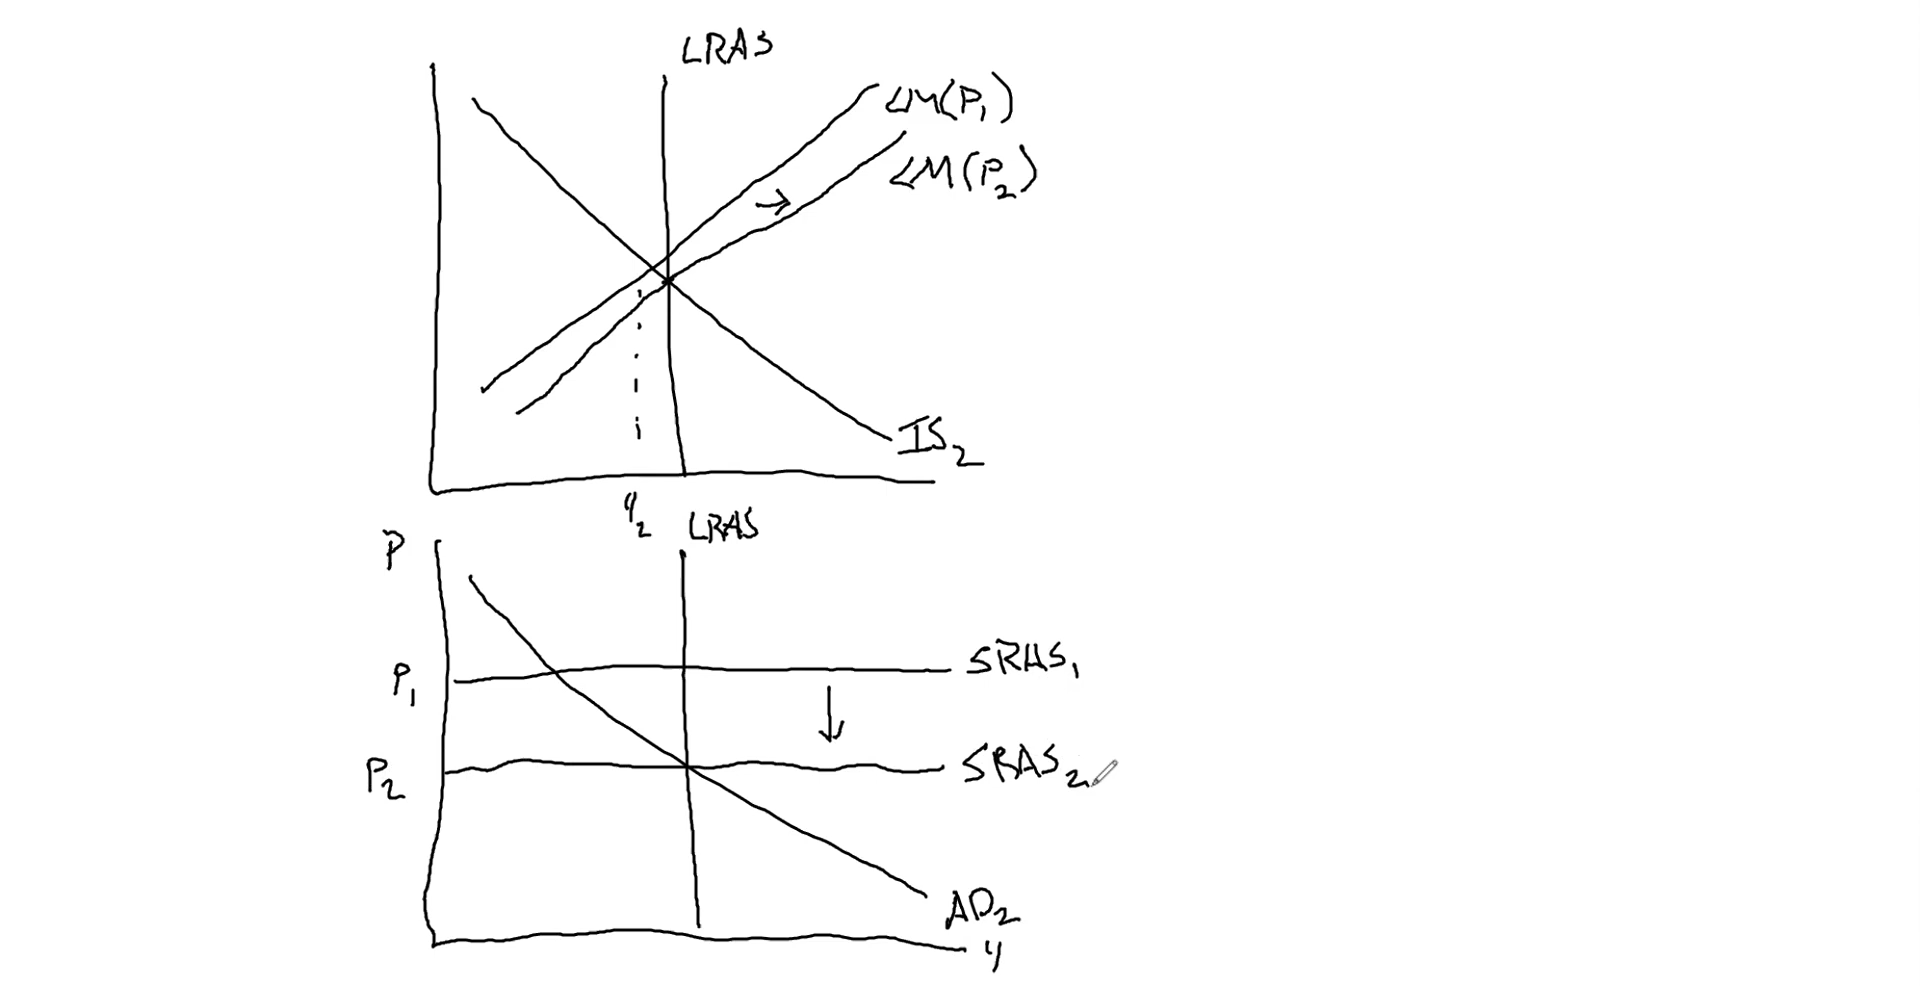 LRAS
LM(P1)
LM(P2)
IS2
y2
LRAS
P
P1
SRAS1
P2
SRAS2
AD2
y